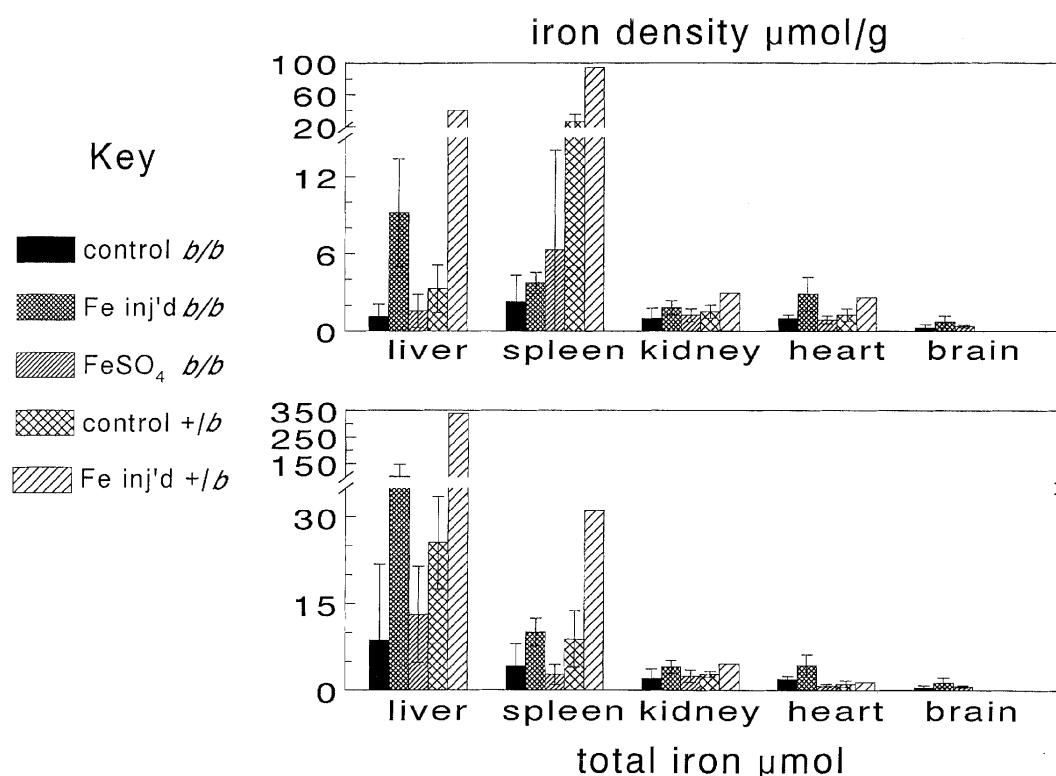 iron density µmol/g
100
60
20
12
6
0
liver spleen kidney heart brain
Key
control b/b
Fe inj'd b/b
FeSO₄ b/b
control +/b
Fe inj'd +/b
350
250
150
30
15
0
liver spleen kidney heart brain
total iron µmol